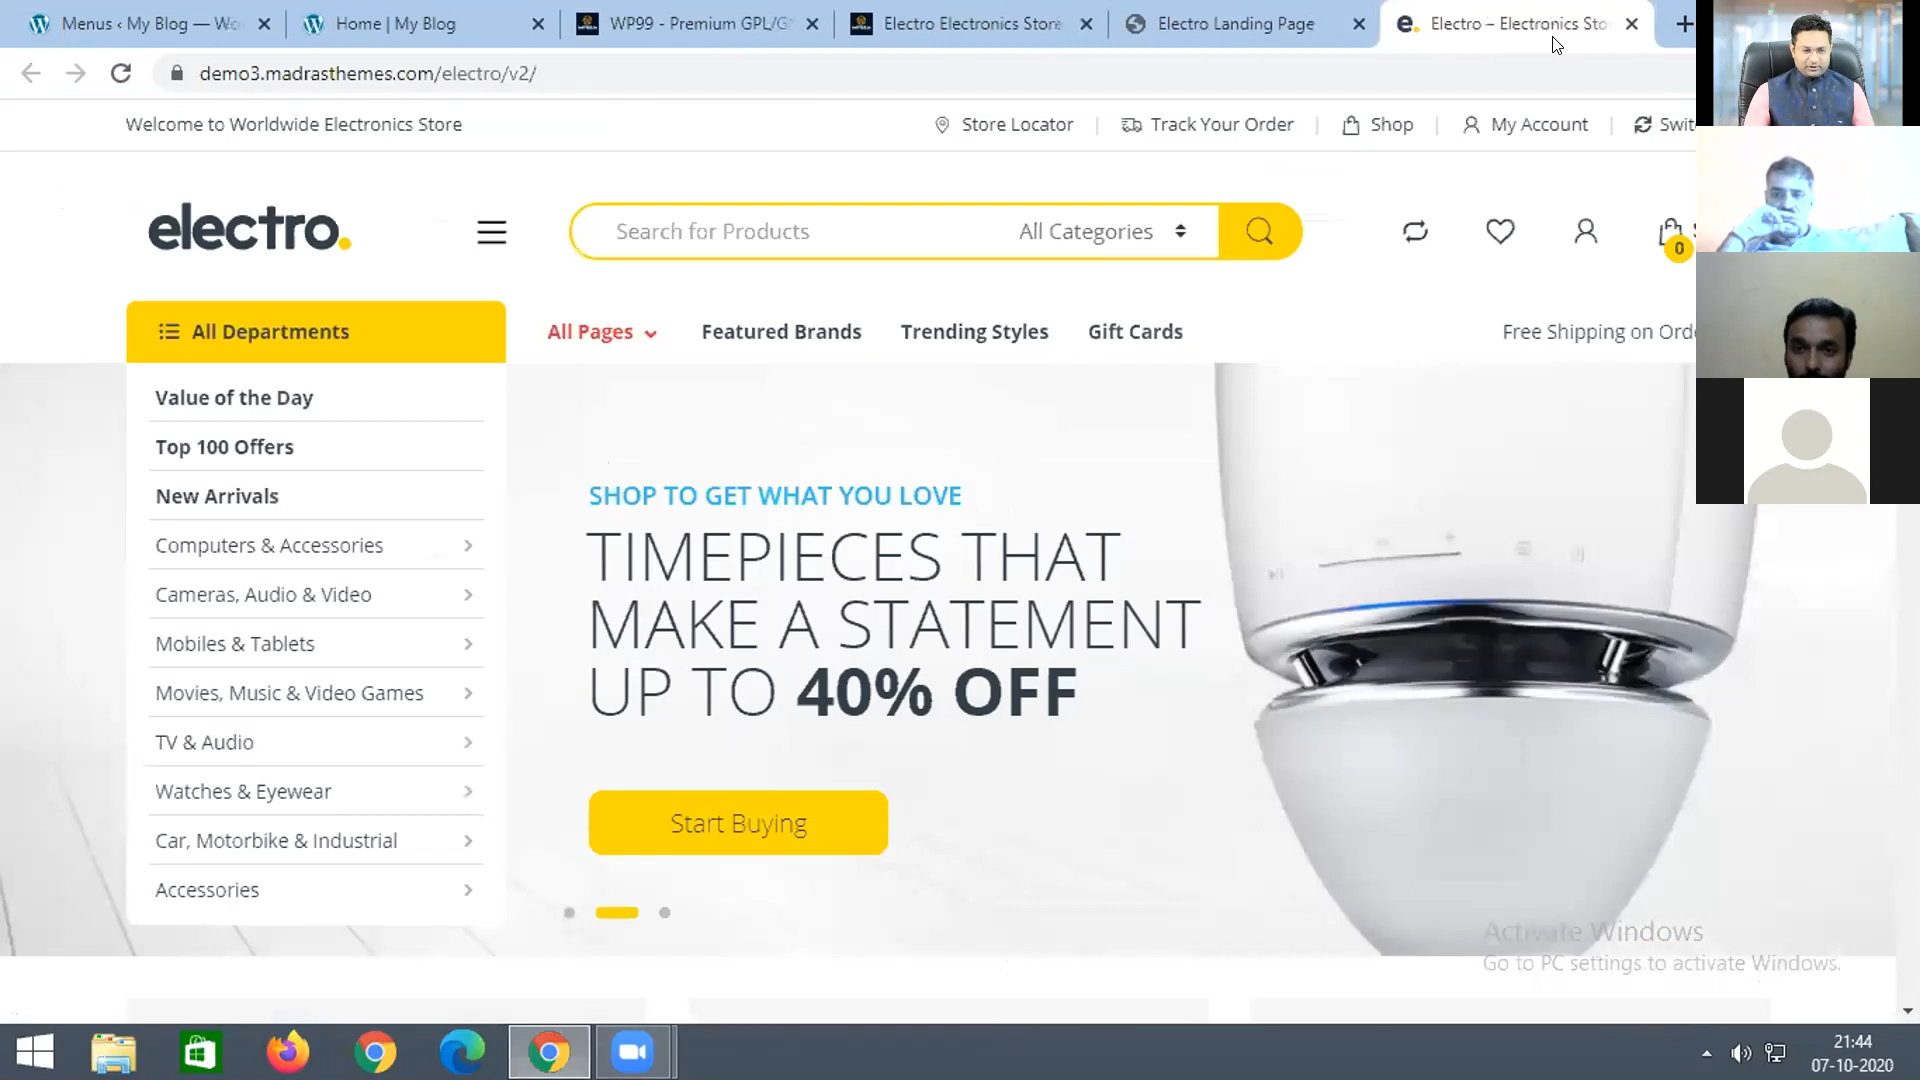 Menus ‹ My Blog — Wo
Home | My Blog
WP99 - Premium GPL/G
Electro Electronics Store
Electro Landing Page
Electro – Electronics Sto
demo3.madrasthemes.com/electro/v2/
Welcome to Worldwide Electronics Store
Store Locator
Track Your Order
Shop
My Account
Swit
electro.
Search for Products
All Categories
0
All Departments
All Pages
Featured Brands
Trending Styles
Gift Cards
Free Shipping on Orde
Value of the Day
Top 100 Offers
New Arrivals
Computers & Accessories
Cameras, Audio & Video
Mobiles & Tablets
Movies, Music & Video Games
TV & Audio
Watches & Eyewear
Car, Motorbike & Industrial
Accessories
SHOP TO GET WHAT YOU LOVE
TIMEPIECES THAT
MAKE A STATEMENT
UP TO 40% OFF
Start Buying
Activate Windows
Go to PC settings to activate Windows.
21:44
07-10-2020